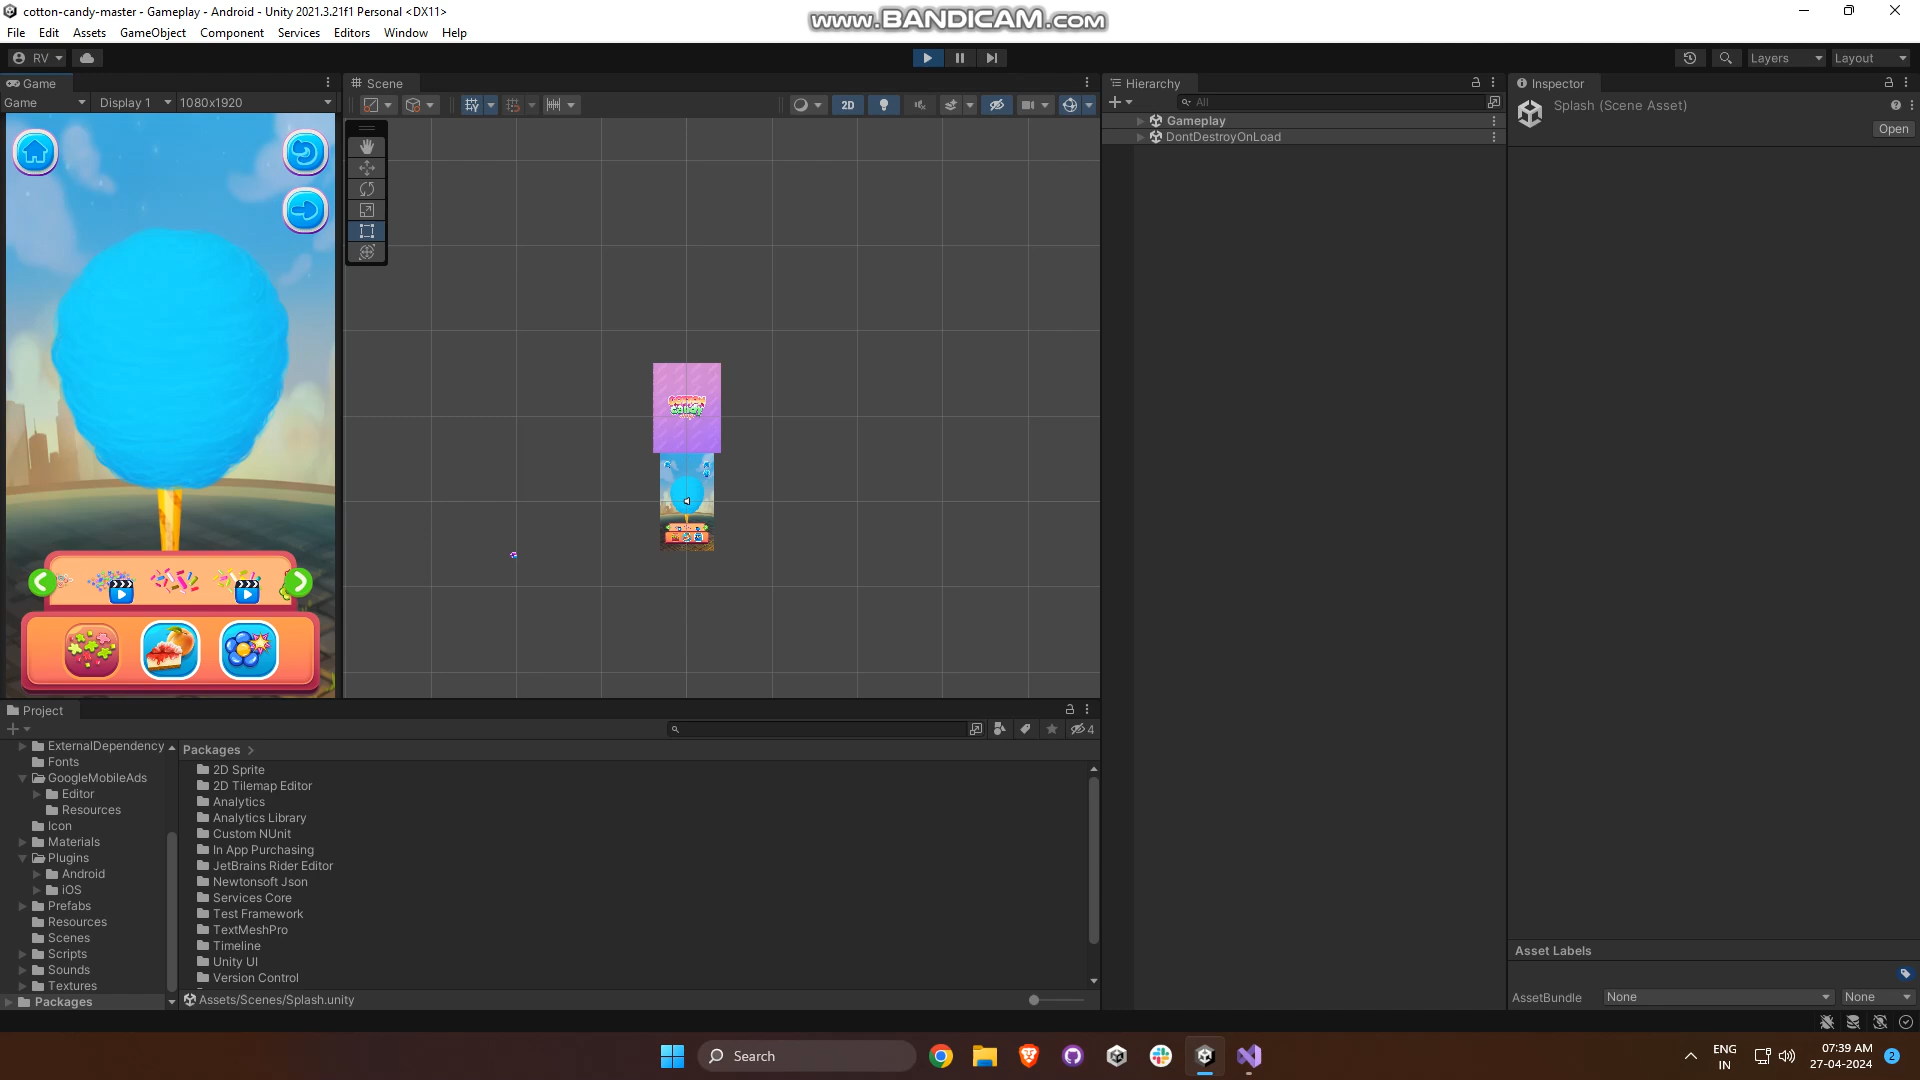 cotton-candy-master - Gameplay - Android - Unity 2021.3.21f1 Personal <DX11>
www.BANDICAM.com
File Edit Assets GameObject Component Services Editors Window Help
RV
Layers
Layout
Game
Scene
Hierarchy
Inspector
Game
Display 1
1080x1920
2D
All
Splash (Scene Asset)
Open
Gameplay
DontDestroyOnLoad
COTTON
CANDY
Project
4
ExternalDependency
Fonts
GoogleMobileAds
Editor
Resources
Icon
Materials
Plugins
Android
iOS
Prefabs
Resources
Scenes
Scripts
Sounds
Textures
Packages
Packages
2D Sprite
2D Tilemap Editor
Analytics
Analytics Library
Custom NUnit
In App Purchasing
JetBrains Rider Editor
Newtonsoft Json
Services Core
Test Framework
TextMeshPro
Timeline
Unity UI
Version Control
Assets/Scenes/Splash.unity
Asset Labels
AssetBundle
None
None
Search
ENG
IN
07:39 AM
27-04-2024
2